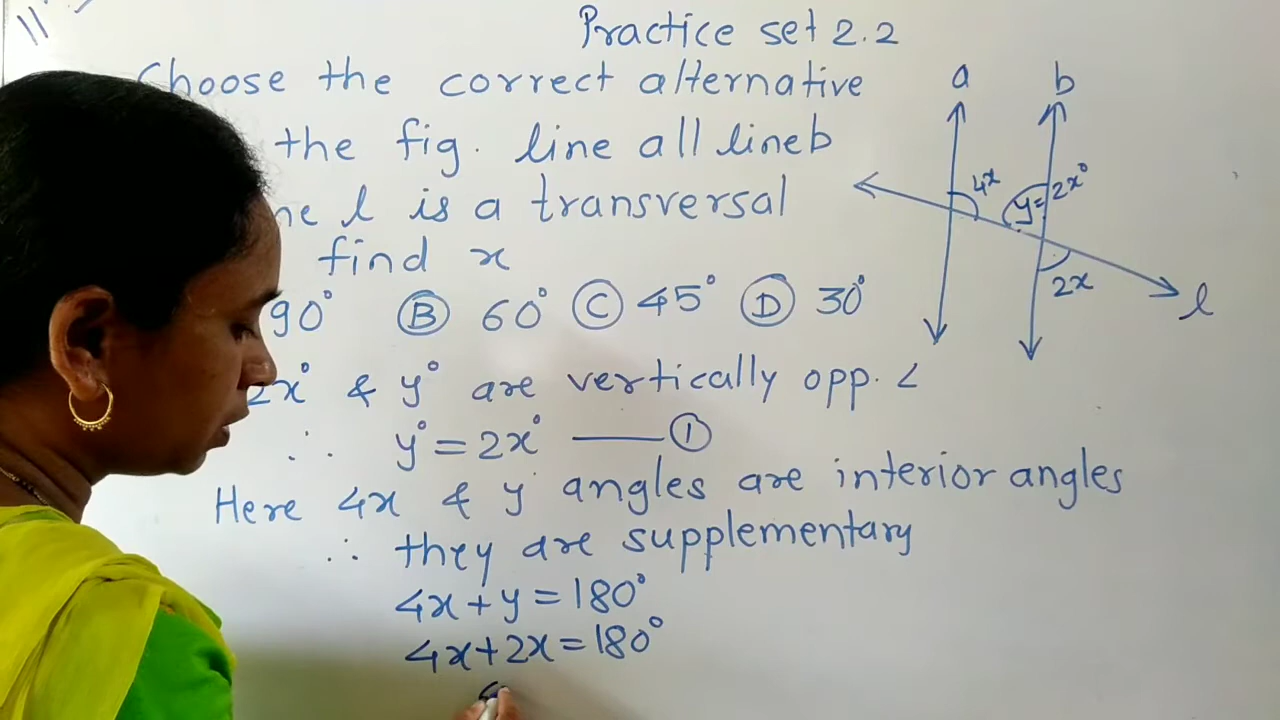 Practice set 2.2
Choose the correct alternative
the fig. line all line b
l is a transversal
find x
90° Ⓑ 60° Ⓒ 45° Ⓓ 30°
2x° & y° are vertically opp. <
∴ y° = 2x° —— ①
Here 4x & y angles are interior angles
∴ they are supplementary
4x + y = 180°
4x + 2x = 180°
a
b
4x
y = 2x°
2x
l